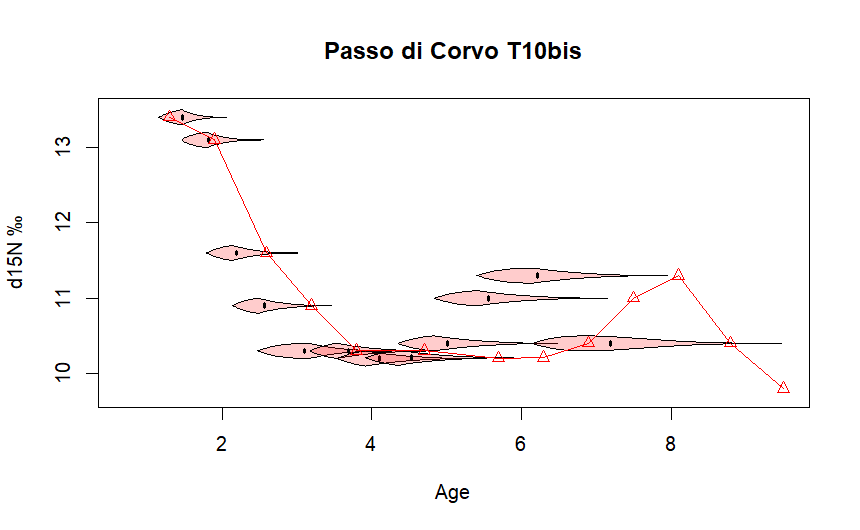 Passo di Corvo T10bis
d15N ‰
13
12
11
10
2 4 6 8
Age